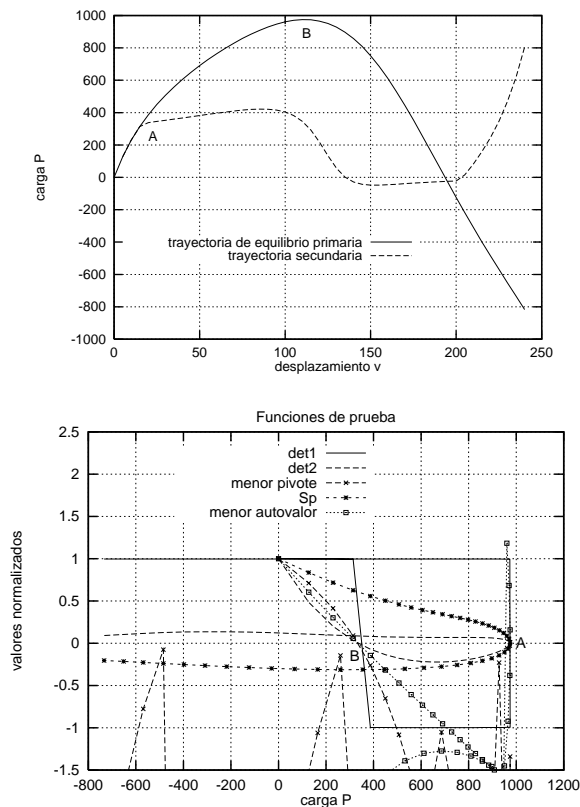 1000
800
600
400
200
0
-200
-400
-600
-800
-1000
carga P
B
A
trayectoria de equilibrio primaria
trayectoria secundaria
0 50 100 150 200 250
desplazamiento v
Funciones de prueba
2.5
2
1.5
1
0.5
0
-0.5
-1
-1.5
valores normalizados
det1
det2
menor pivote
Sp
menor autovalor
A
B
-800 -600 -400 -200 0 200 400 600 800 1000 1200
carga P